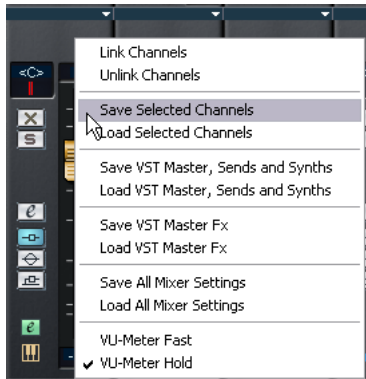 <C>
Link Channels
Unlink Channels
X
S
Save Selected Channels
Load Selected Channels
Save VST Master, Sends and Synths
Load VST Master, Sends and Synths
e
Save VST Master Fx
Load VST Master Fx
Save All Mixer Settings
Load All Mixer Settings
e
VU-Meter Fast
VU-Meter Hold